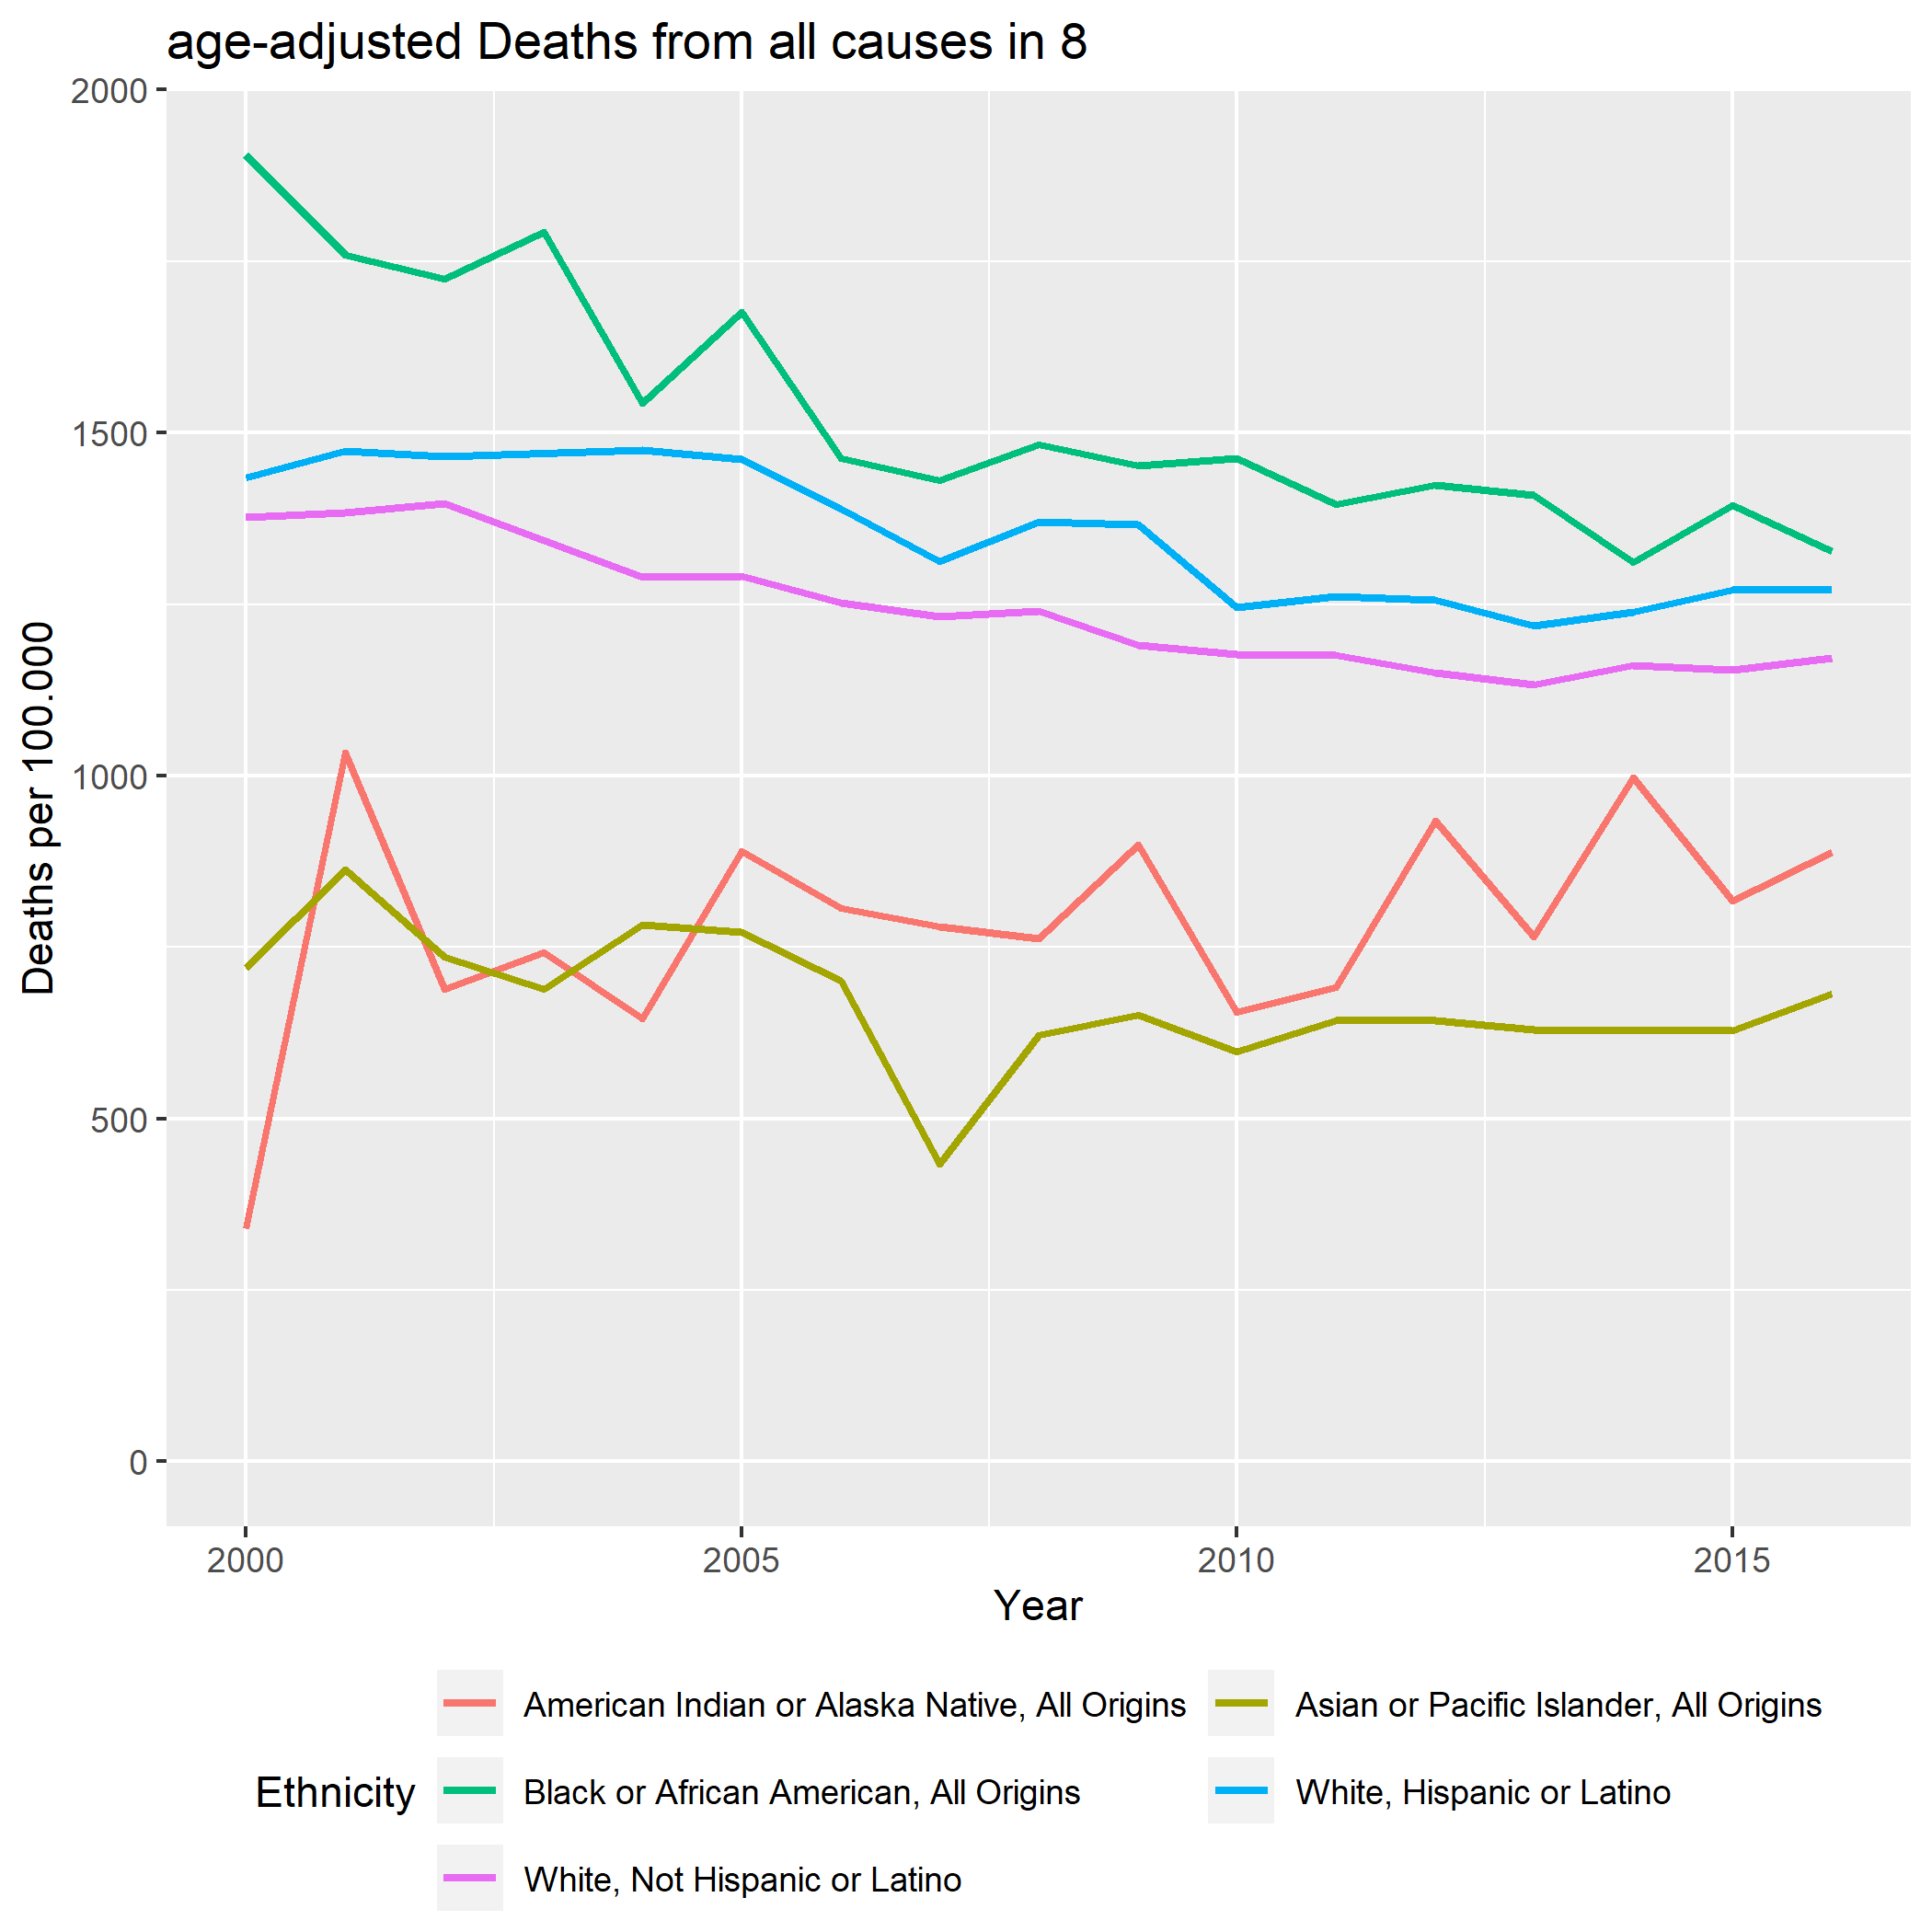 age-adjusted Deaths from all causes in 8
2000
1500
1000
500
0
Deaths per 100.000
2000 2005 2010 2015
Year
Ethnicity
American Indian or Alaska Native, All Origins
Asian or Pacific Islander, All Origins
Black or African American, All Origins
White, Hispanic or Latino
White, Not Hispanic or Latino